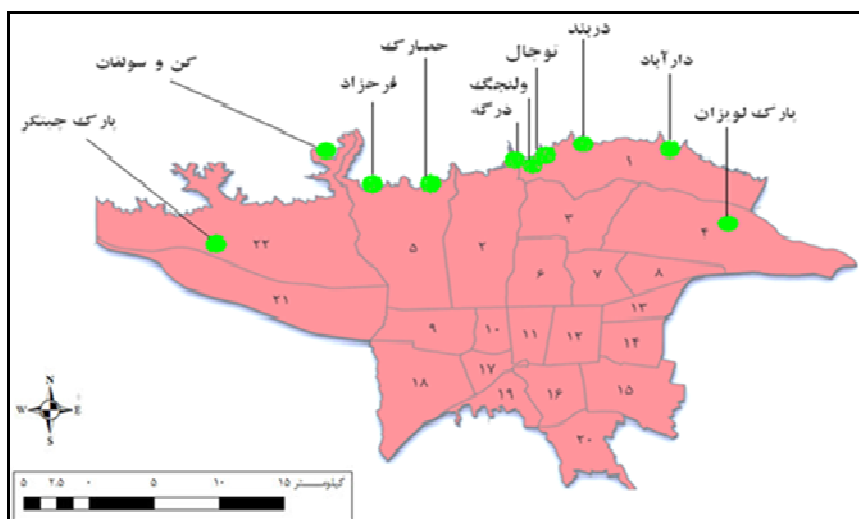 دارآباد
دربند
توچال
ولنجک
درکه
حصارک
فرحزاد
کن و سولقان
پارک چیتگر
پارک لویزان
۱
۲
۳
۴
۵
۶
۷
۸
۹
۱۰
۱۱
۱۲
۱۳
۱۴
۱۵
۱۶
۱۷
۱۸
۱۹
۲۰
۲۱
۲۲
N
W E
S
۵ ۲.۵ ۰ ۵ ۱۰ ۱۵ کیلومتر